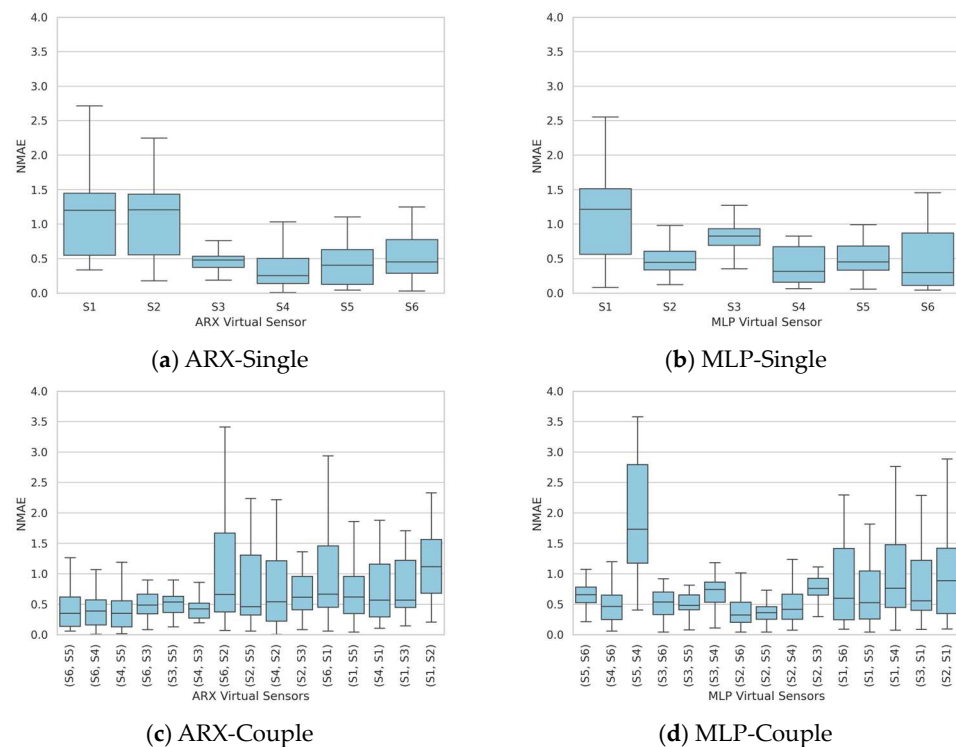 4.0
3.5
3.0
2.5
2.0
1.5
1.0
0.5
0.0
NMAE
S1 S2 S3 S4 S5 S6
ARX Virtual Sensor
(a) ARX-Single
4.0
3.5
3.0
2.5
2.0
1.5
1.0
0.5
0.0
NMAE
S1 S2 S3 S4 S5 S6
MLP Virtual Sensor
(b) MLP-Single
4.0
3.5
3.0
2.5
2.0
1.5
1.0
0.5
0.0
NMAE
(S6, S5)
(S6, S4)
(S4, S5)
(S6, S3)
(S3, S5)
(S4, S3)
(S6, S2)
(S2, S5)
(S4, S2)
(S2, S3)
(S6, S1)
(S1, S5)
(S4, S1)
(S1, S3)
(S1, S2)
ARX Virtual Sensors
(c) ARX-Couple
4.0
3.5
3.0
2.5
2.0
1.5
1.0
0.5
0.0
NMAE
(S5, S6)
(S4, S6)
(S5, S4)
(S3, S6)
(S3, S5)
(S3, S4)
(S2, S6)
(S2, S5)
(S2, S4)
(S2, S3)
(S1, S6)
(S1, S5)
(S1, S4)
(S3, S1)
(S2, S1)
MLP Virtual Sensors
(d) MLP-Couple